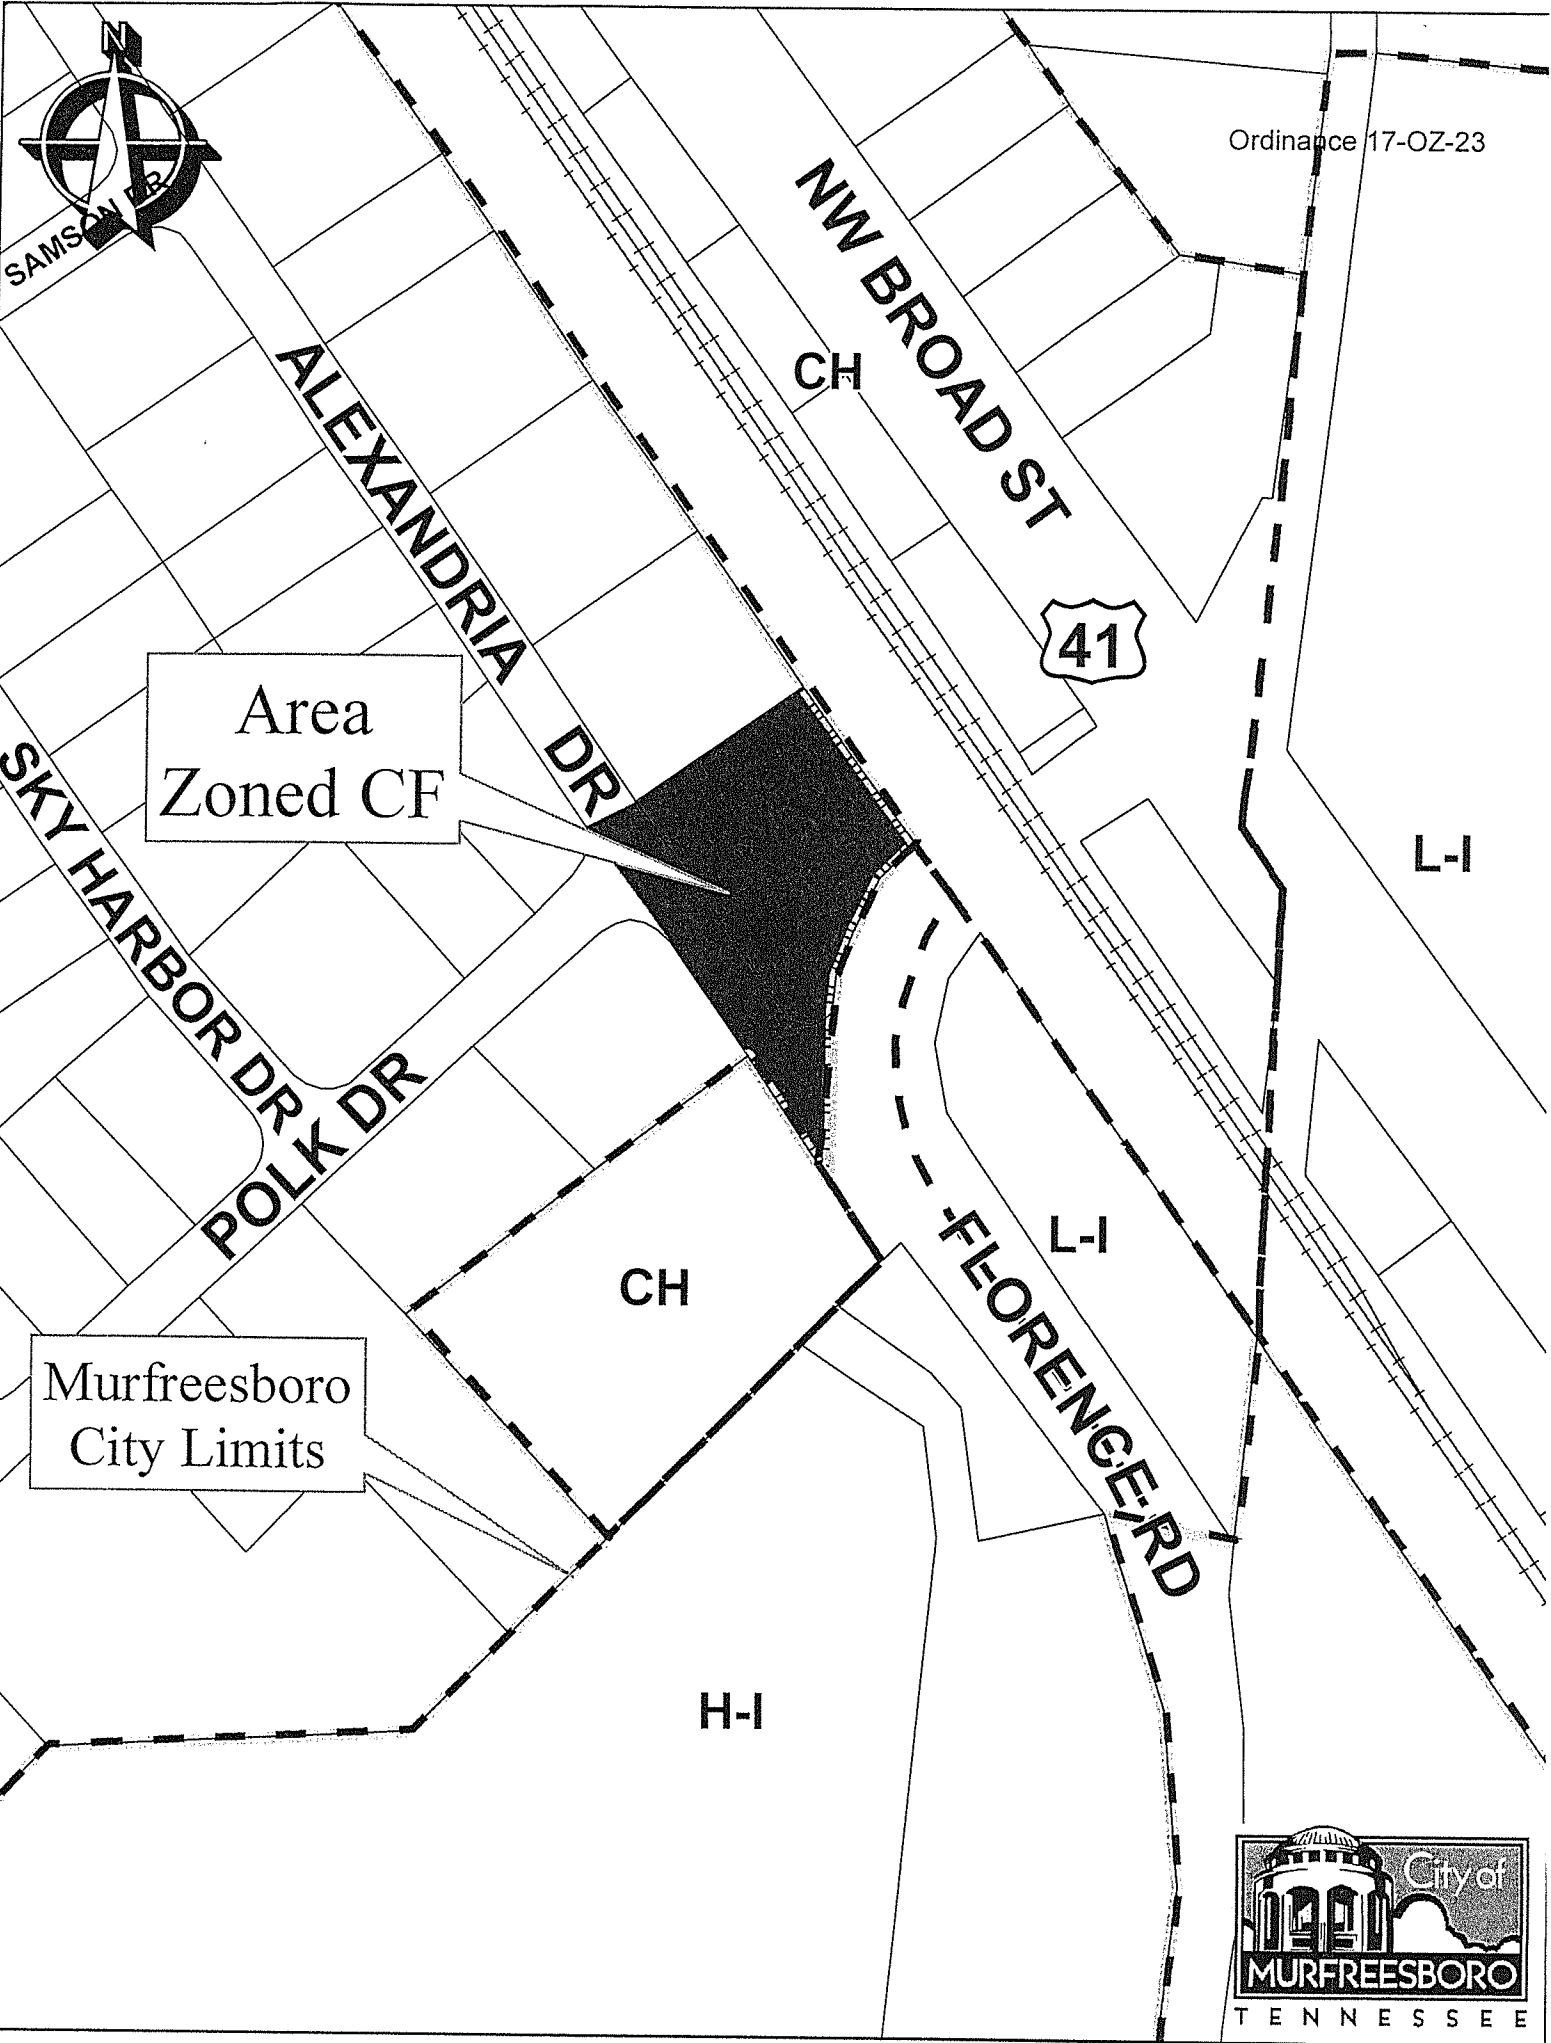 N
Ordinance 17-OZ-23
SAMSON DR
NW BROAD ST
CH
ALEXANDRIA DR
41
Area
Zoned CF
SKY HARBOR DR
L-I
POLK DR
L-I
FLORENCE RD
CH
Murfreesboro
City Limits
H-I
City of
MURFREESBORO
TENNESSEE